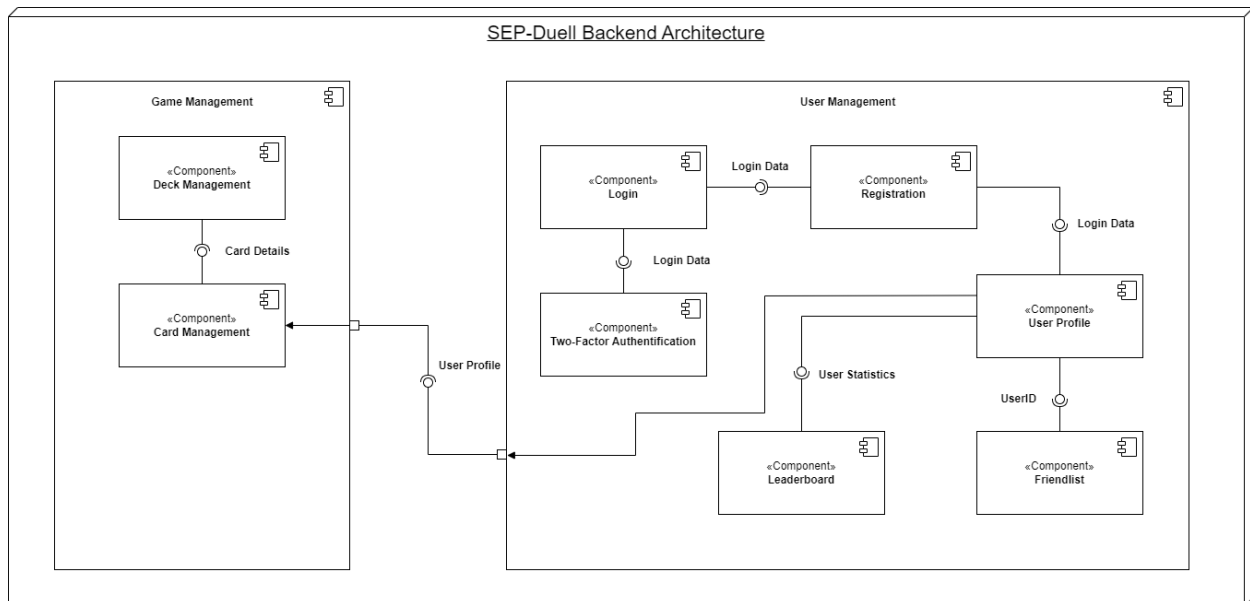 SEP-Duell Backend Architecture
Game Management
«Component»
Deck Management
Card Details
«Component»
Card Management
User Profile
User Management
«Component»
Login
Login Data
«Component»
Registration
Login Data
Login Data
«Component»
Two-Factor Authentification
«Component»
User Profile
User Statistics
UserID
«Component»
Leaderboard
«Component»
Friendlist